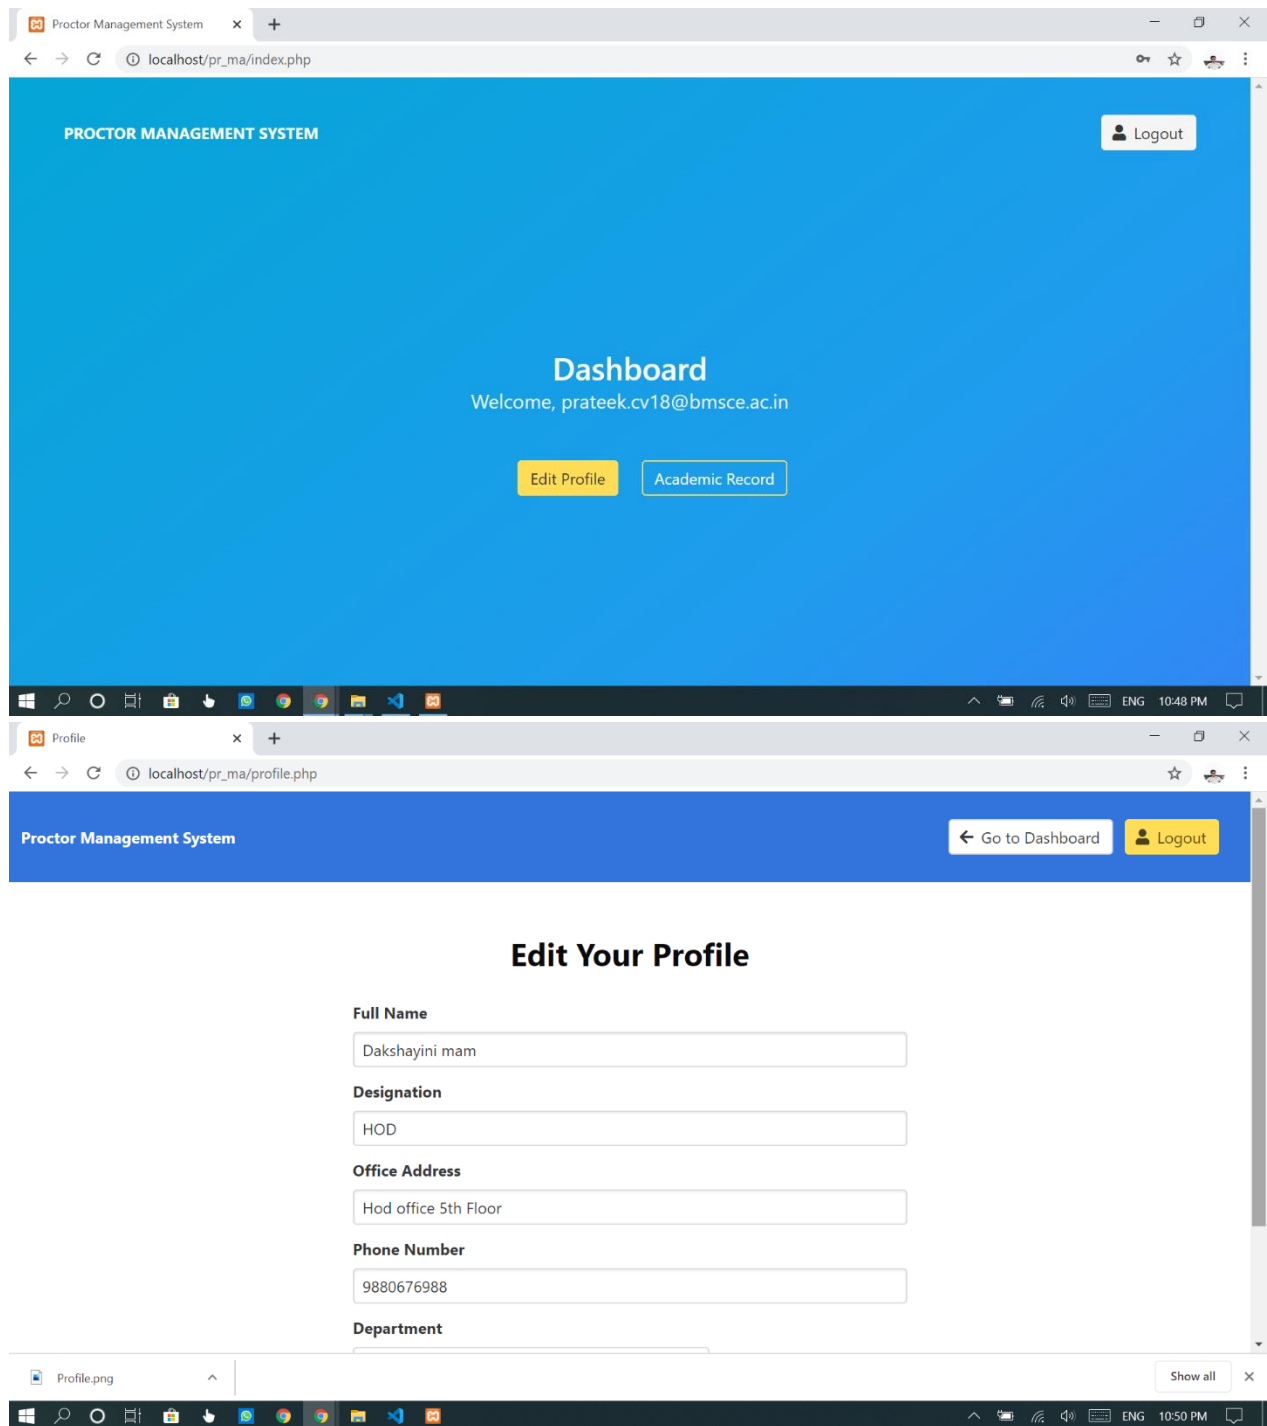 Proctor Management System
localhost/pr_ma/index.php
PROCTOR MANAGEMENT SYSTEM
Logout
Dashboard
Welcome, prateek.cv18@bmsce.ac.in
Edit Profile Academic Record
ENG 10:48 PM
Profile
localhost/pr_ma/profile.php
Proctor Management System
Go to Dashboard Logout
Edit Your Profile
Full Name
Dakshayini mam
Designation
HOD
Office Address
Hod office 5th Floor
Phone Number
9880676988
Department
Profile.png Show all
ENG 10:50 PM